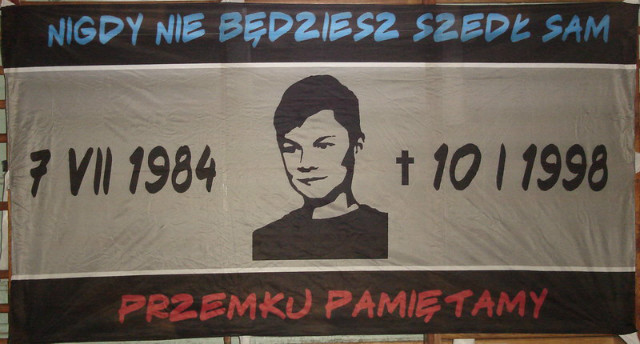 NIGDY NIE BĘDZIESZ SZEDŁ SAM
7 VII 1984 † 10 I 1998
PRZEMKU PAMIĘTAMY